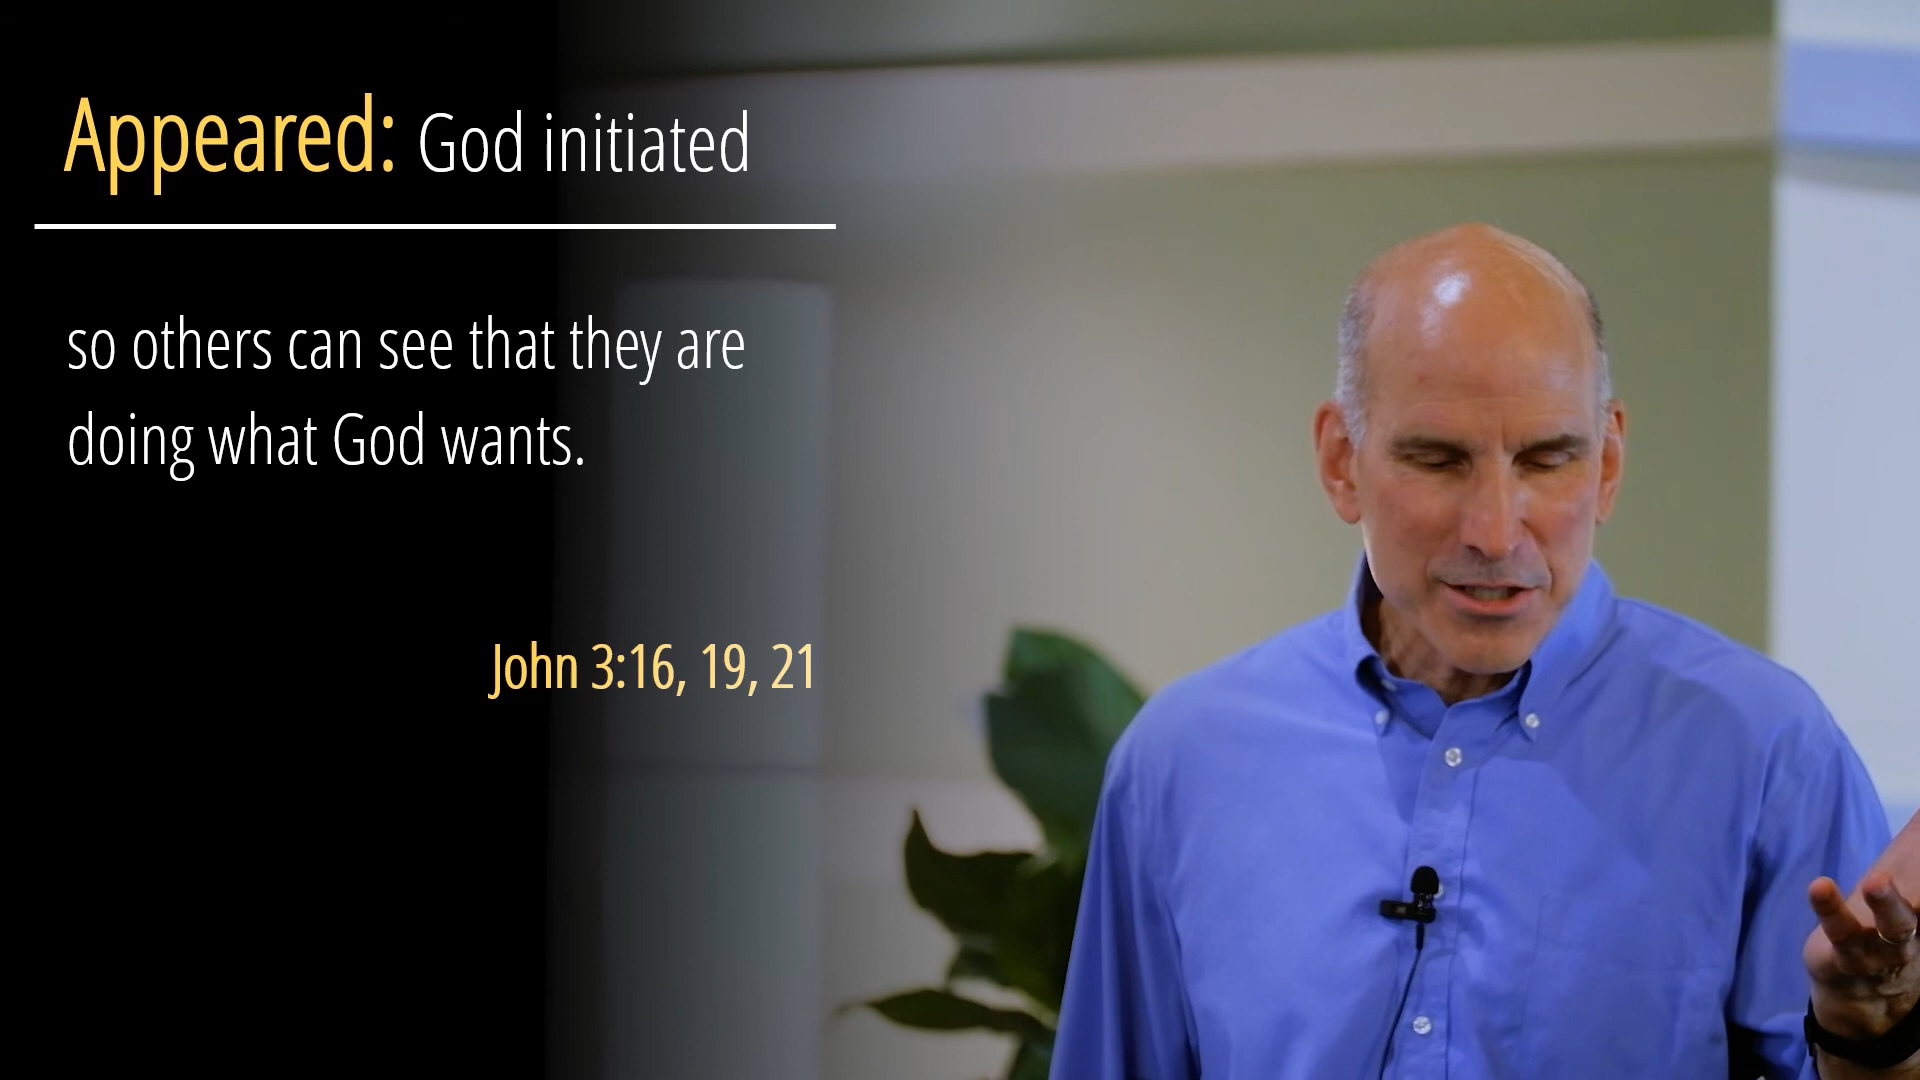 Appeared: God initiated
so others can see that they are
doing what God wants.
John 3:16, 19, 21